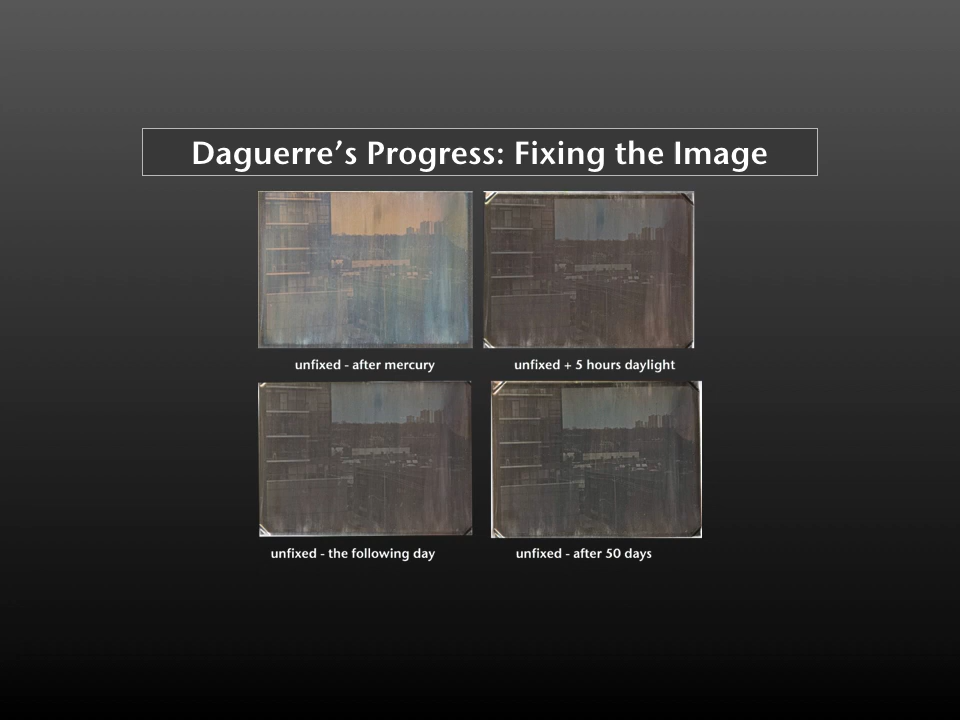 Daguerre’s Progress: Fixing the Image
unfixed - after mercury
unfixed + 5 hours daylight
unfixed - the following day
unfixed - after 50 days